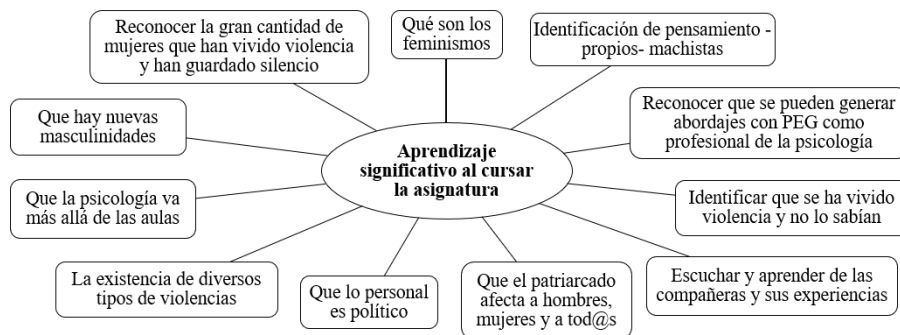 Reconocer la gran cantidad de
mujeres que han vivido violencia
y han guardado silencio
Qué son los
feminismos
Identificación de pensamiento -
propios- machistas
Que hay nuevas
masculinidades
Aprendizaje
significativo al cursar
la asignatura
Reconocer que se pueden generar
abordajes con PEG como
profesional de la psicología
Que la psicología va
más allá de las aulas
Identificar que se ha vivido
violencia y no lo sabían
La existencia de diversos
tipos de violencias
Que lo personal
es político
Que el patriarcado
afecta a hombres,
mujeres y a tod@s
Escuchar y aprender de las
compañeras y sus experiencias